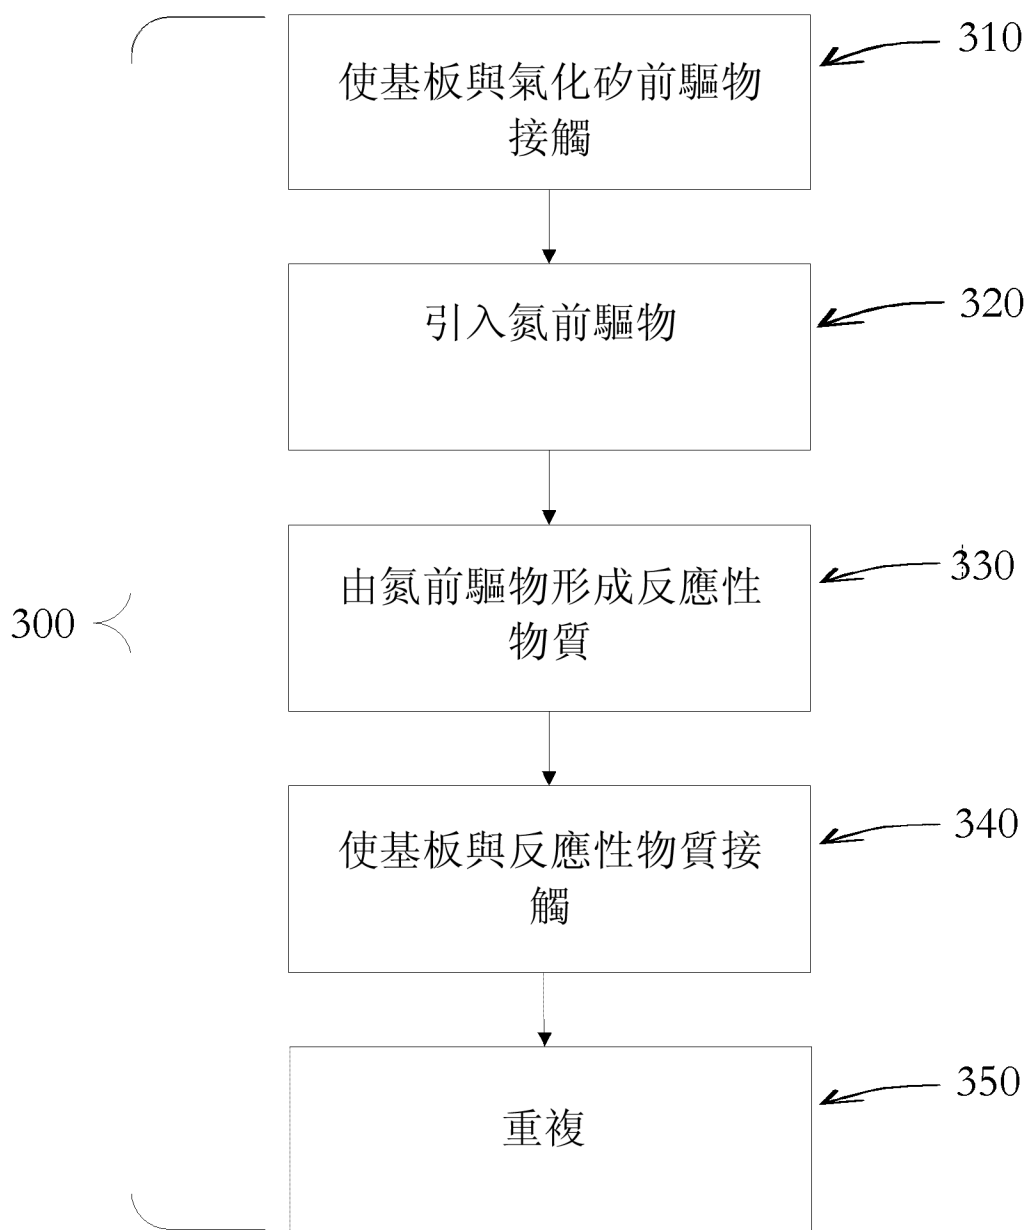 使基板與氯化矽前驅物
接觸
310
引入氮前驅物
320
由氮前驅物形成反應性
物質
330
300
使基板與反應性物質接
觸
340
重複
350